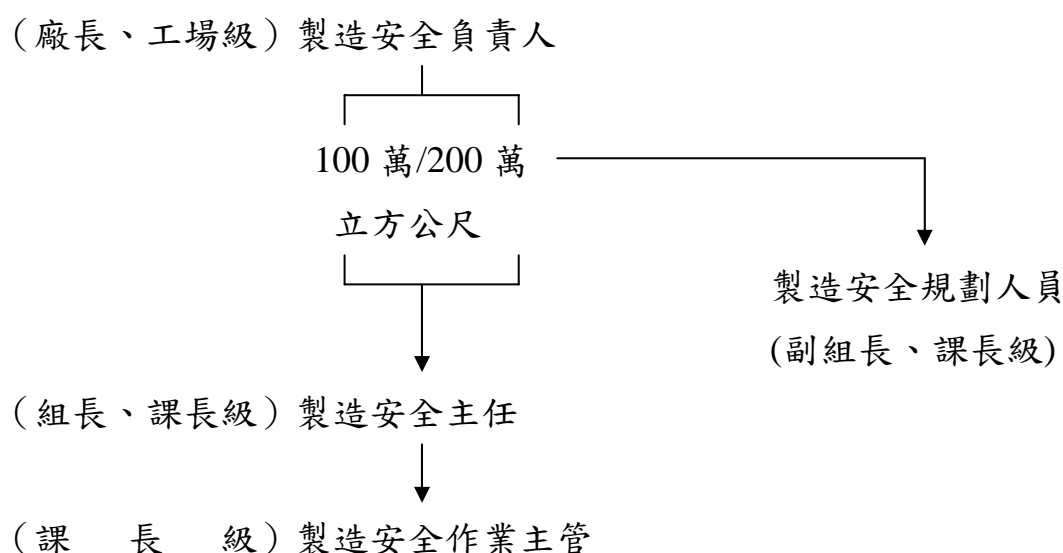 （廠長、工場級）製造安全負責人
100 萬/200 萬
立方公尺
製造安全規劃人員
(副組長、課長級)
（組長、課長級）製造安全主任
（課 長 級）製造安全作業主管